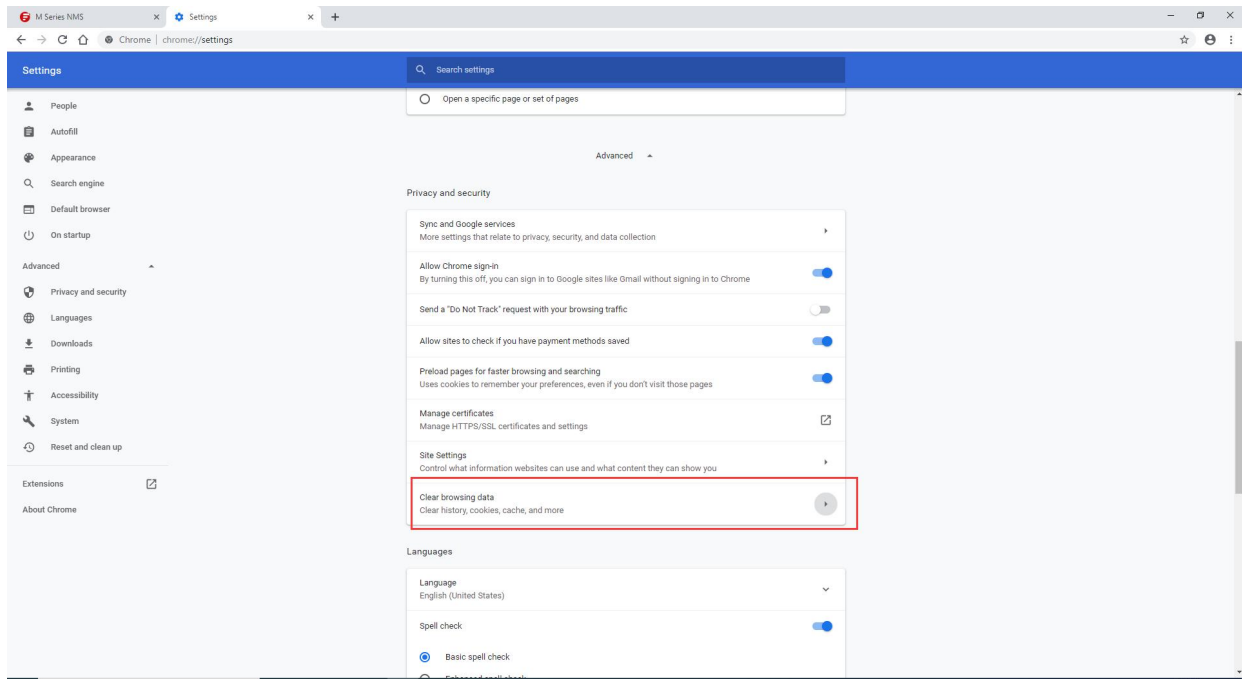 M Series NMS
Settings
Chrome | chrome://settings
Settings
Search settings
People
Autofill
Appearance
Search engine
Default browser
On startup
Advanced
Privacy and security
Languages
Downloads
Printing
Accessibility
System
Reset and clean up
Extensions
About Chrome
Open a specific page or set of pages
Advanced
Privacy and security
Sync and Google services
More settings that relate to privacy, security, and data collection
Allow Chrome sign-in
By turning this off, you can sign in to Google sites like Gmail without signing in to Chrome
Send a "Do Not Track" request with your browsing traffic
Allow sites to check if you have payment methods saved
Preload pages for faster browsing and searching
Uses cookies to remember your preferences, even if you don't visit those pages
Manage certificates
Manage HTTPS/SSL certificates and settings
Site Settings
Control what information websites can use and what content they can show you
Clear browsing data
Clear history, cookies, cache, and more
Languages
Language
English (United States)
Spell check
Basic spell check
Enhanced spell check